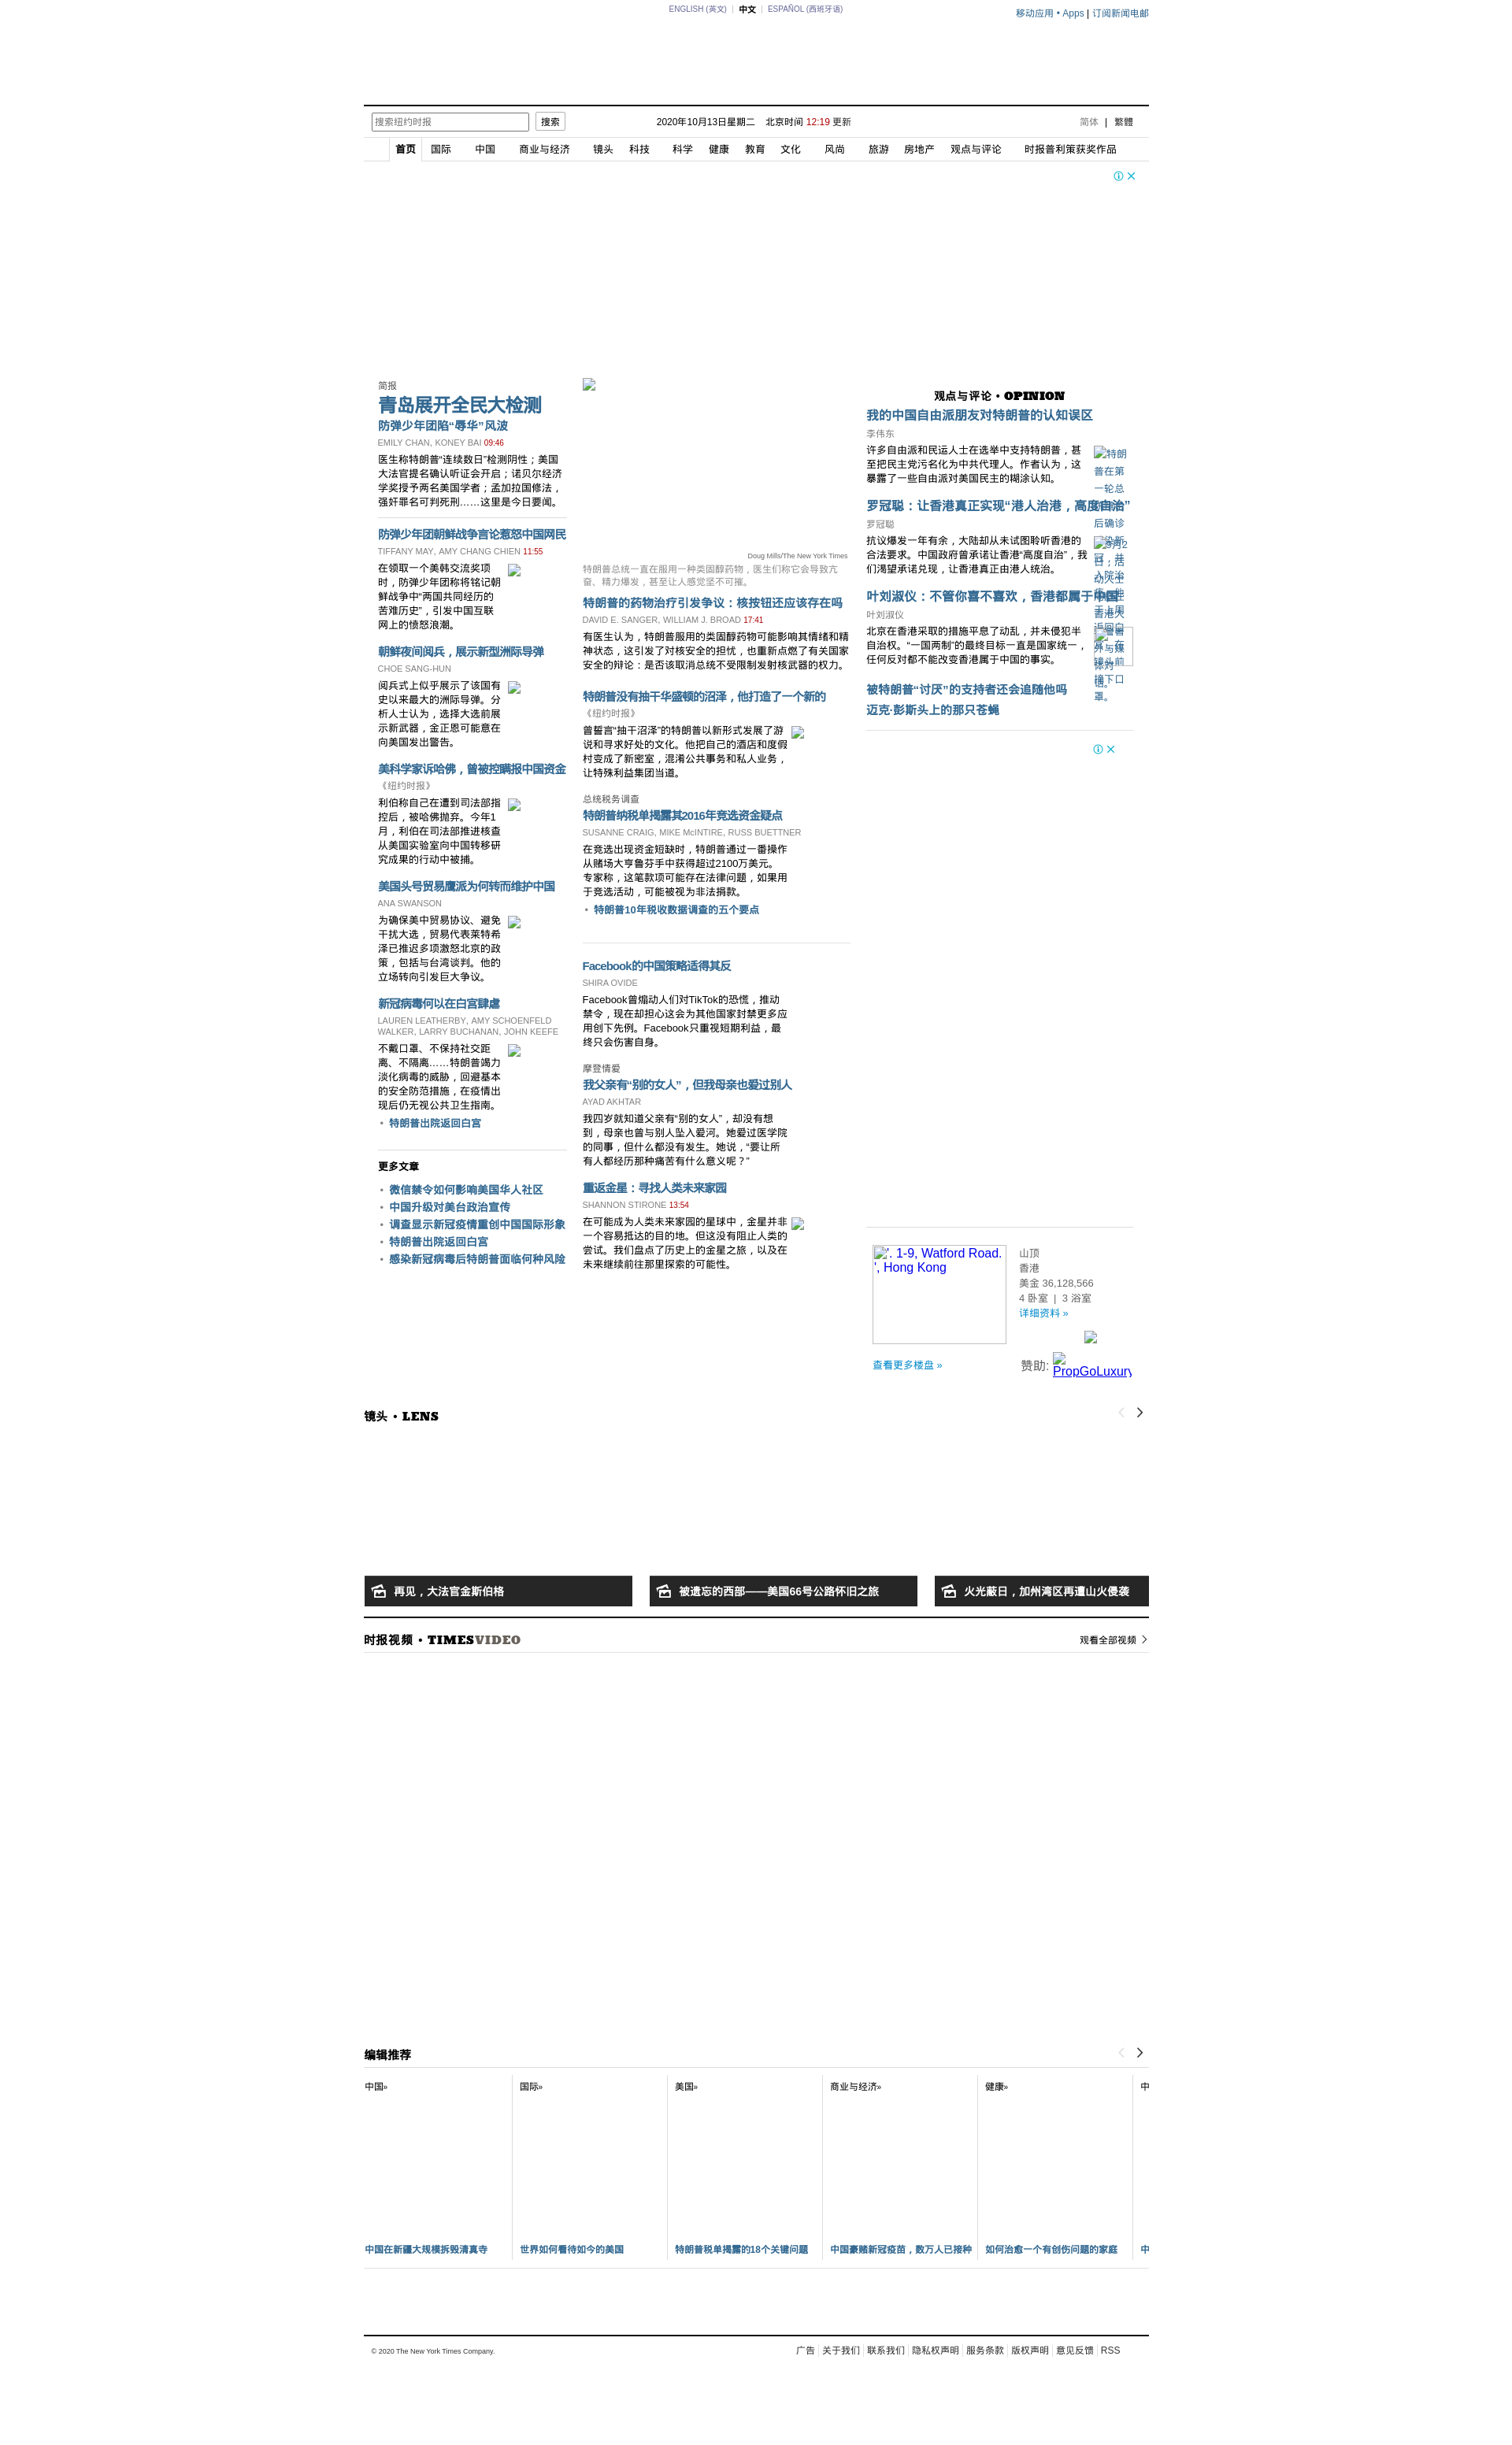 ENGLISH (英文) | 中文 | ESPAÑOL (西班牙语)
移动应用 • Apps | 订阅新闻电邮
搜索纽约时报
搜索
2020年10月13日星期二 北京时间 12:19 更新
简体 | 繁體
首页 国际 中国 商业与经济 镜头 科技 科学 健康 教育 文化 风尚 旅游 房地产 观点与评论 时报普利策获奖作品
简报
青岛展开全民大检测
防弹少年团陷“辱华”风波
EMILY CHAN, KONEY BAI 09:46
医生称特朗普“连续数日”检测阴性；美国
大法官提名确认听证会开启；诺贝尔经济
学奖授予两名美国学者；孟加拉国修法，
强奸罪名可判死刑……这里是今日要闻。
防弹少年团朝鲜战争言论惹怒中国网民
TIFFANY MAY, AMY CHANG CHIEN 11:55
在领取一个美韩交流奖项
时，防弹少年团称将铭记朝
鲜战争中“两国共同经历的
苦难历史”，引发中国互联
网上的愤怒浪潮。
朝鲜夜间阅兵，展示新型洲际导弹
CHOE SANG-HUN
阅兵式上似乎展示了该国有
史以来最大的洲际导弹。分
析人士认为，选择大选前展
示新武器，金正恩可能意在
向美国发出警告。
美科学家诉哈佛，曾被控瞒报中国资金
《纽约时报》
利伯称自己在遭到司法部指
控后，被哈佛抛弃。今年1
月，利伯在司法部推进核查
从美国实验室向中国转移研
究成果的行动中被捕。
美国头号贸易鹰派为何转而维护中国
ANA SWANSON
为确保美中贸易协议、避免
干扰大选，贸易代表莱特希
泽已推迟多项激怒北京的政
策，包括与台湾谈判。他的
立场转向引发巨大争议。
新冠病毒何以在白宫肆虐
LAUREN LEATHERBY, AMY SCHOENFELD
WALKER, LARRY BUCHANAN, JOHN KEEFE
不戴口罩、不保持社交距
离、不隔离……特朗普竭力
淡化病毒的威胁，回避基本
的安全防范措施，在疫情出
现后仍无视公共卫生指南。
• 特朗普出院返回白宫
更多文章
• 微信禁令如何影响美国华人社区
• 中国升级对美台政治宣传
• 调查显示新冠疫情重创中国国际形象
• 特朗普出院返回白宫
• 感染新冠病毒后特朗普面临何种风险
Doug Mills/The New York Times
特朗普总统一直在服用一种类固醇药物，医生们称它会导致亢
奋、精力爆发，甚至让人感觉坚不可摧。
特朗普的药物治疗引发争议：核按钮还应该存在吗
DAVID E. SANGER, WILLIAM J. BROAD 17:41
有医生认为，特朗普服用的类固醇药物可能影响其情绪和精
神状态，这引发了对核安全的担忧，也重新点燃了有关国家
安全的辩论：是否该取消总统不受限制发射核武器的权力。
特朗普没有抽干华盛顿的沼泽，他打造了一个新的
《纽约时报》
曾誓言“抽干沼泽”的特朗普以新形式发展了游
说和寻求好处的文化。他把自己的酒店和度假
村变成了新密室，混淆公共事务和私人业务，
让特殊利益集团当道。
总统税务调查
特朗普纳税单揭露其2016年竞选资金疑点
SUSANNE CRAIG, MIKE McINTIRE, RUSS BUETTNER
在竞选出现资金短缺时，特朗普通过一番操作
从赌场大亨鲁芬手中获得超过2100万美元。
专家称，这笔款项可能存在法律问题，如果用
于竞选活动，可能被视为非法捐款。
• 特朗普10年税收数据调查的五个要点
Facebook的中国策略适得其反
SHIRA OVIDE
Facebook曾煽动人们对TikTok的恐慌，推动
禁令，现在却担心这会为其他国家封禁更多应
用创下先例。Facebook只重视短期利益，最
终只会伤害自身。
摩登情爱
我父亲有“别的女人”，但我母亲也爱过别人
AYAD AKHTAR
我四岁就知道父亲有“别的女人”，却没有想
到，母亲也曾与别人坠入爱河。她爱过医学院
的同事，但什么都没有发生。她说，“要让所
有人都经历那种痛苦有什么意义呢？”
重返金星：寻找人类未来家园
SHANNON STIRONE 13:54
在可能成为人类未来家园的星球中，金星并非
一个容易抵达的目的地。但这没有阻止人类的
尝试。我们盘点了历史上的金星之旅，以及在
未来继续前往那里探索的可能性。
观点与评论 • OPINION
我的中国自由派朋友对特朗普的认知误区
李伟东
许多自由派和民运人士在选举中支持特朗普，甚
至把民主党污名化为中共代理人。作者认为，这
暴露了一些自由派对美国民主的糊涂认知。
特朗
普在第
一轮总
后确诊
罗冠聪：让香港真正实现“港人治港，高度自治”
罗冠聪
抗议爆发一年有余，大陆却从未试图聆听香港的
合法要求。中国政府曾承诺让香港“高度自治”，我
们渴望承诺兑现，让香港真正由港人统治。
叶刘淑仪：不管你喜不喜欢，香港都属于中国
叶刘淑仪
北京在香港采取的措施平息了动乱，并未侵犯半
自治权。“一国两制”的最终目标一直是国家统一，
任何反对都不能改变香港属于中国的事实。
罩。
被特朗普“讨厌”的支持者还会追随他吗
迈克·彭斯头上的那只苍蝇
'. 1-9, Watford Road.
', Hong Kong
山顶
香港
美金 36,128,566
4 卧室 | 3 浴室
详细资料 »
查看更多楼盘 »
赞助: PropGoLuxury
镜头 • LENS
再见，大法官金斯伯格
被遗忘的西部——美国66号公路怀旧之旅
火光蔽日，加州湾区再遭山火侵袭
时报视频 • TIMESVIDEO
观看全部视频
编辑推荐
中国» 国际» 美国» 商业与经济» 健康» 中
中国在新疆大规模拆毁清真寺 世界如何看待如今的美国 特朗普税单揭露的18个关键问题 中国豪赌新冠疫苗，数万人已接种 如何治愈一个有创伤问题的家庭 中
© 2020 The New York Times Company.
广告 关于我们 联系我们 隐私权声明 服务条款 版权声明 意见反馈 RSS